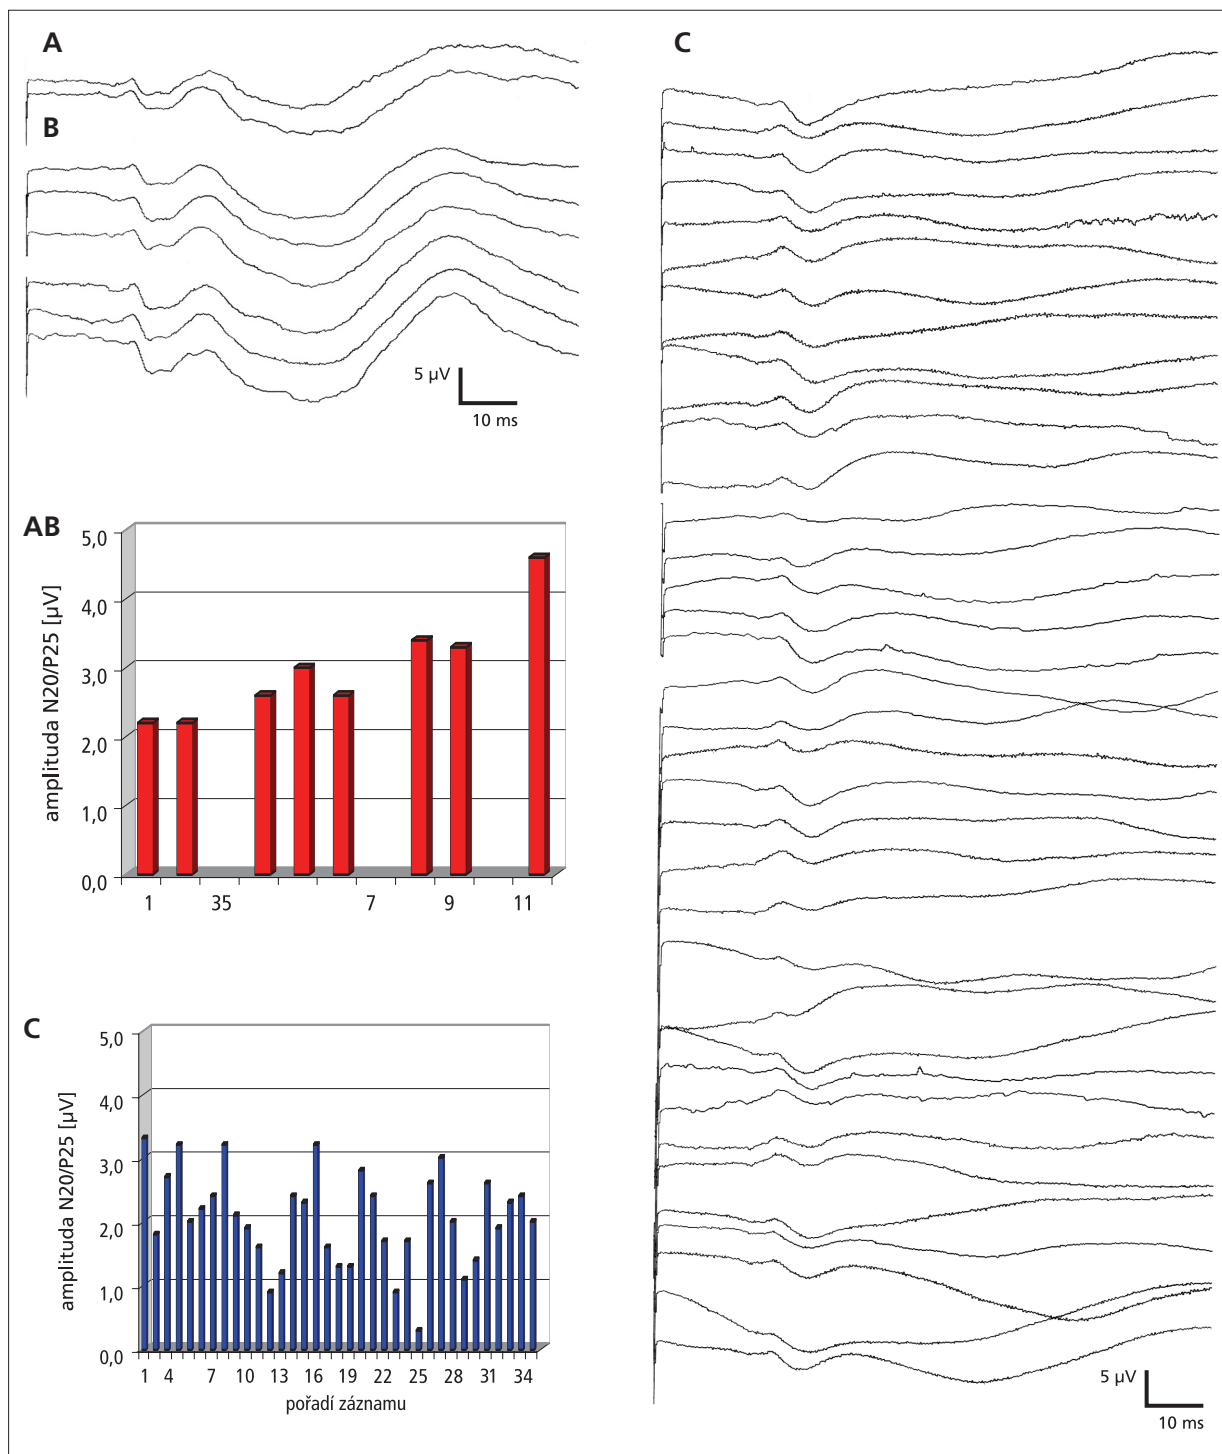 A
B
5 µV
10 ms
AB
amplituda N20/P25 [µV]
5,0
4,0
3,0
2,0
1,0
0,0
1 35 7 9 11
C
amplituda N20/P25 [µV]
5,0
4,0
3,0
2,0
1,0
0,0
1 4 7 10 13 16 19 22 25 28 31 34
pořadí záznamu
C
5 µV
10 ms